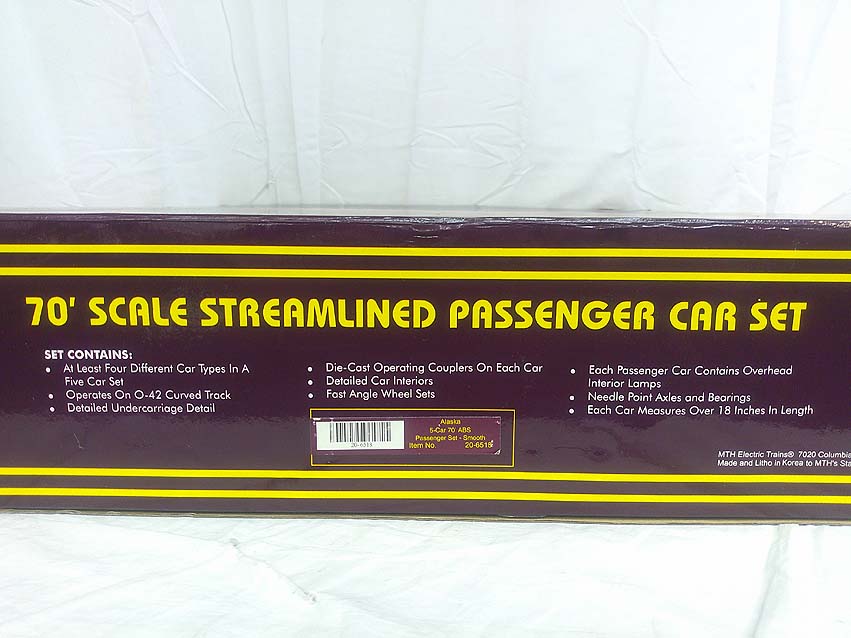 70' SCALE STREAMLINED PASSENGER CAR SET
SET CONTAINS:
• At Least Four Different Car Types In A
Five Car Set
• Operates On O-42 Curved Track
• Detailed Undercarriage Detail
• Die-Cast Operating Couplers On Each Car
• Detailed Car Interiors
• Fast Angle Wheel Sets
• Each Passenger Car Contains Overhead
Interior Lamps
• Needle Point Axles and Bearings
• Each Car Measures Over 18 Inches In Length
Alaska
5-Car 70' ABS
Passenger Set - Smooth
Item No. 20-6518
20-6518
MTH Electric Trains® 7020 Columbia
Made and Litho in Korea to MTH's Sta